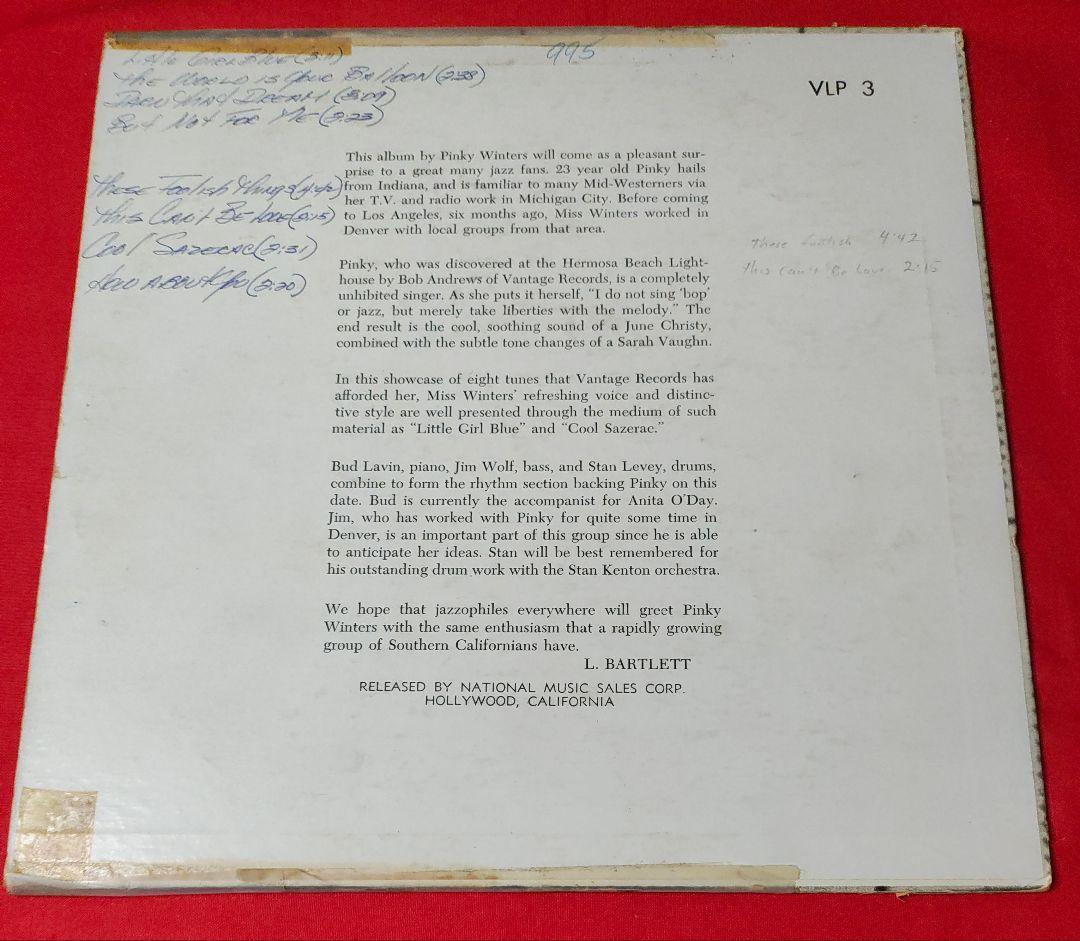 Little Girl Blue (3:11)
The World is Your Balloon (2:38)
Darn that Dream (3:09)
But Not For Me (2:23)
995
VLP 3
These Foolish Things (4:42)
This Can't Be Love (2:15)
Cool Sazerac (2:31)
How About You (2:20)
This album by Pinky Winters will come as a pleasant sur-
prise to a great many jazz fans. 23 year old Pinky hails
from Indiana, and is familiar to many Mid-Westerners via
her T.V. and radio work in Michigan City. Before coming
to Los Angeles, six months ago, Miss Winters worked in
Denver with local groups from that area.
Pinky, who was discovered at the Hermosa Beach Light-
house by Bob Andrews of Vantage Records, is a completely
unhibited singer. As she puts it herself, "I do not sing 'bop'
or jazz, but merely take liberties with the melody." The
end result is the cool, soothing sound of a June Christy,
combined with the subtle tone changes of a Sarah Vaughn.
In this showcase of eight tunes that Vantage Records has
afforded her, Miss Winters' refreshing voice and distinc-
tive style are well presented through the medium of such
material as "Little Girl Blue" and "Cool Sazerac."
Bud Lavin, piano, Jim Wolf, bass, and Stan Levey, drums,
combine to form the rhythm section backing Pinky on this
date. Bud is currently the accompanist for Anita O'Day.
Jim, who has worked with Pinky for quite some time in
Denver, is an important part of this group since he is able
to anticipate her ideas. Stan will be best remembered for
his outstanding drum work with the Stan Kenton orchestra.
We hope that jazzophiles everywhere will greet Pinky
Winters with the same enthusiasm that a rapidly growing
group of Southern Californians have.
L. BARTLETT
RELEASED BY NATIONAL MUSIC SALES CORP.
HOLLYWOOD, CALIFORNIA
These foolish 4:42
this can't Be Love 2:15